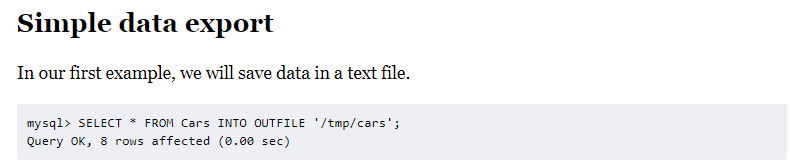 Simple data export
In our first example, we will save data in a text file.
mysql> SELECT * FROM Cars INTO OUTFILE '/tmp/cars';
Query OK, 8 rows affected (0.00 sec)